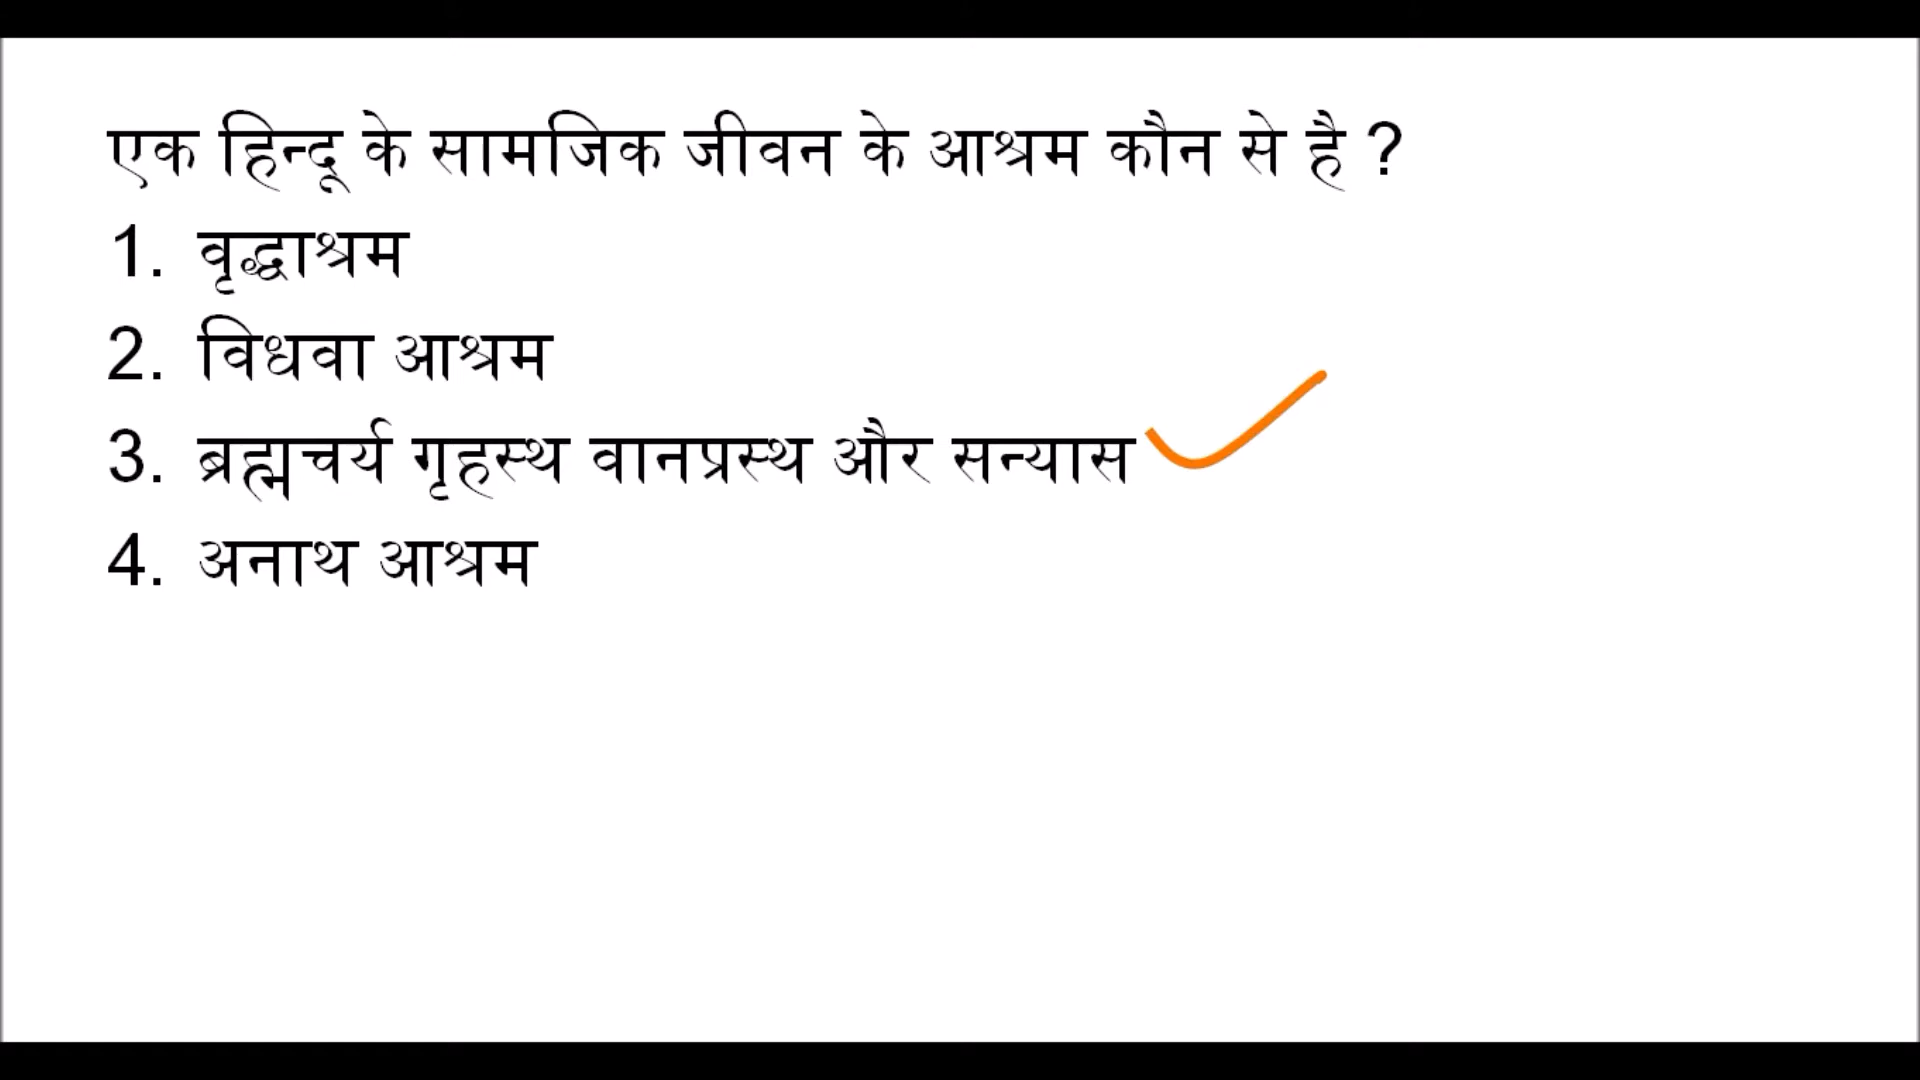 एक हिन्दू के सामजिक जीवन के आश्रम कौन से है ?
1. वृद्धाश्रम
2. विधवा आश्रम
3. ब्रह्मचर्य गृहस्थ वानप्रस्थ और सन्यास
4. अनाथ आश्रम